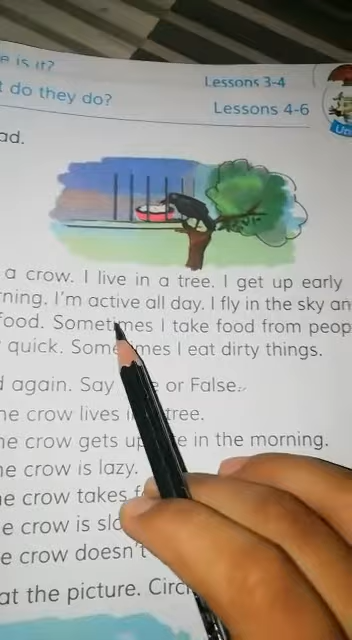 e is it?
Lessons 3-4
t do they do?
Lessons 4-6
Uni
ad.
a crow. I live in a tree. I get up early
rning. I'm active all day. I fly in the sky an
food. Sometimes I take food from peop
quick. Sometimes I eat dirty things.
d again. Say or False.
he crow lives tree.
he crow gets up in the morning.
he crow is lazy.
he crow takes
e crow is slo
e crow doesn't
at the picture. Circ